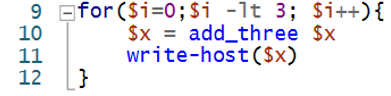 9 for($i=0;$i -lt 3; $i++){
10 $x = add_three $x
11 write-host($x)
12 }